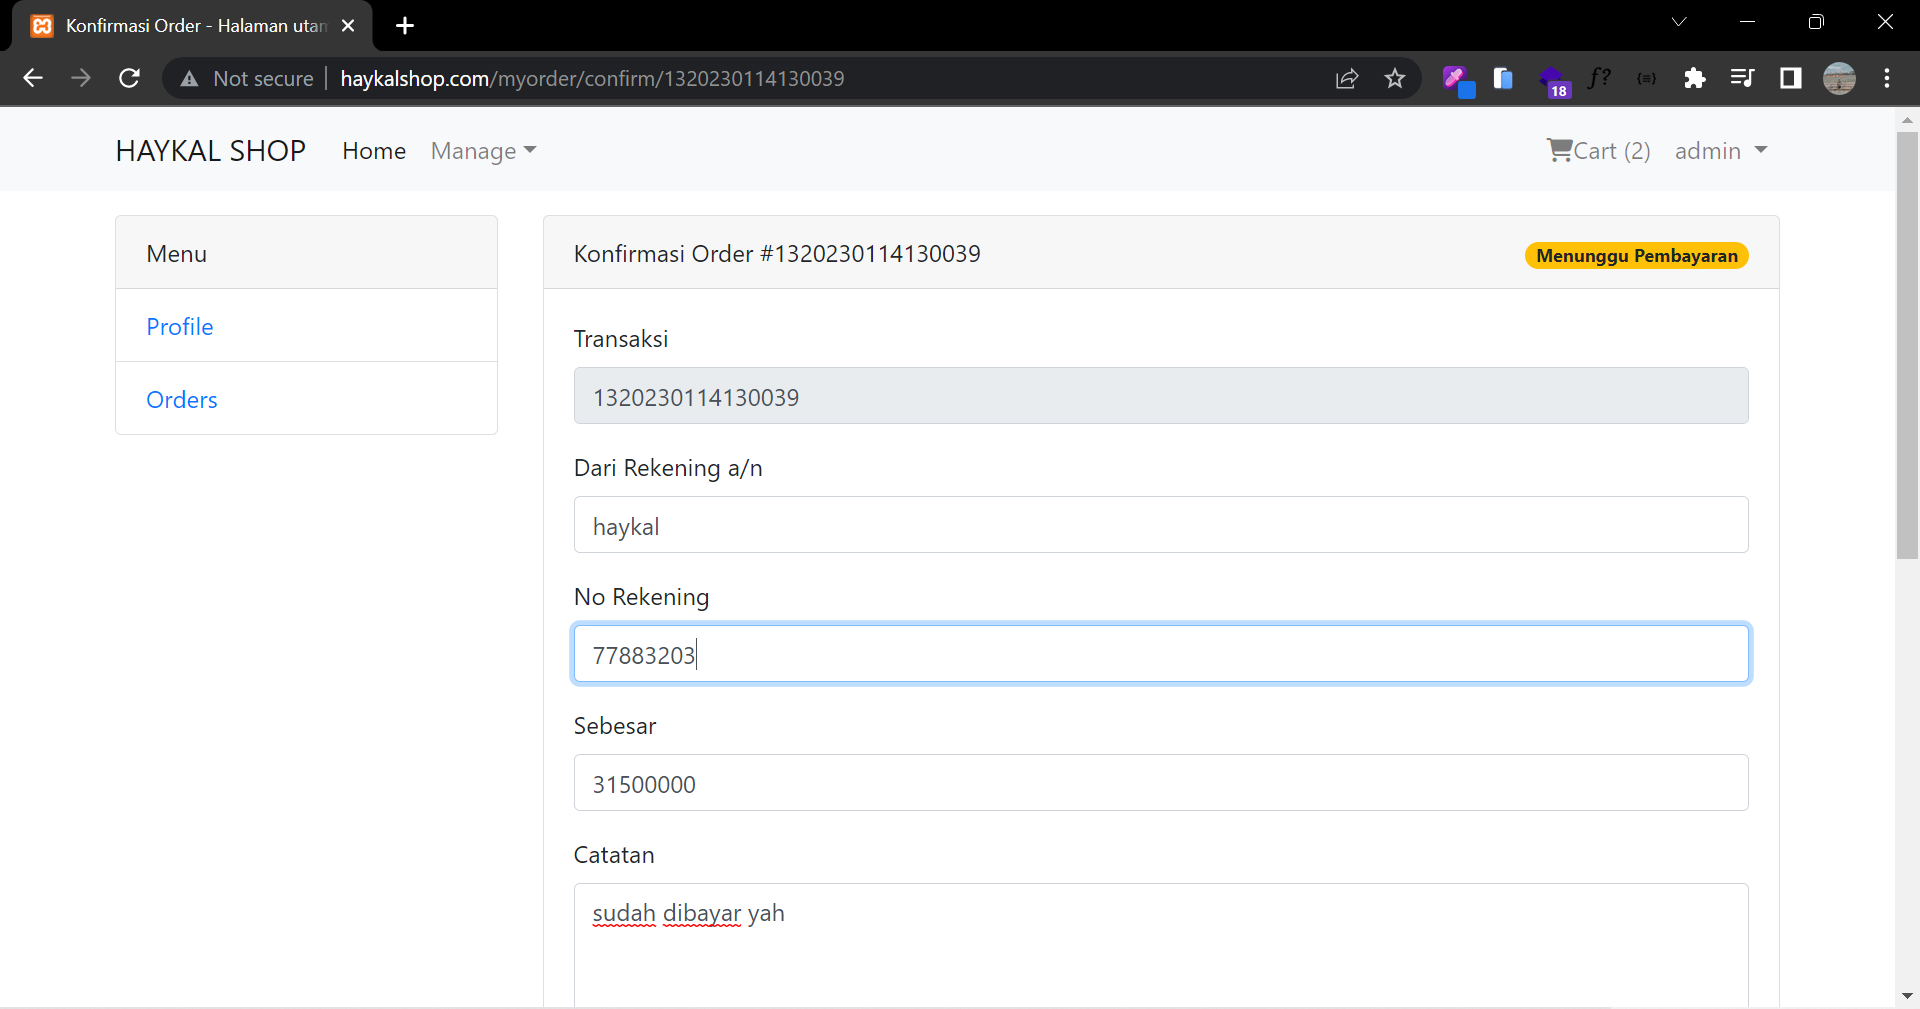 Konfirmasi Order - Halaman utan
Not secure haykalshop.com/myorder/confirm/1320230114130039
18
f?
{=}
HAYKAL SHOP Home Manage Cart (2) admin
Menu
Profile
Orders
Konfirmasi Order #1320230114130039 Menunggu Pembayaran
Transaksi
1320230114130039
Dari Rekening a/n
haykal
No Rekening
77883203
Sebesar
31500000
Catatan
sudah dibayar yah